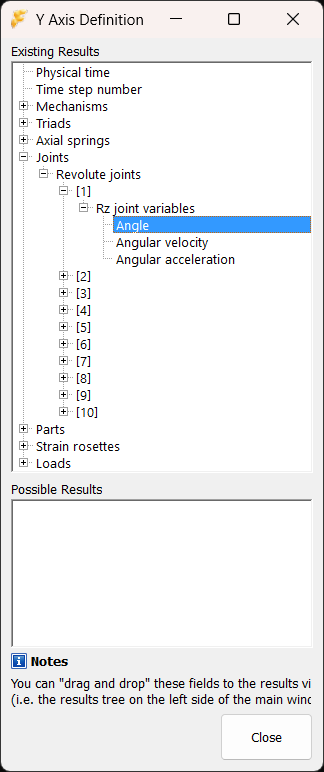 Y Axis Definition
Existing Results
Physical time
Time step number
Mechanisms
Triads
Axial springs
Joints
Revolute joints
[1]
Rz joint variables
Angle
Angular velocity
Angular acceleration
[2]
[3]
[4]
[5]
[6]
[7]
[8]
[9]
[10]
Parts
Strain rosettes
Loads
Possible Results
Notes
You can "drag and drop" these fields to the results vi
(i.e. the results tree on the left side of the main wind
Close